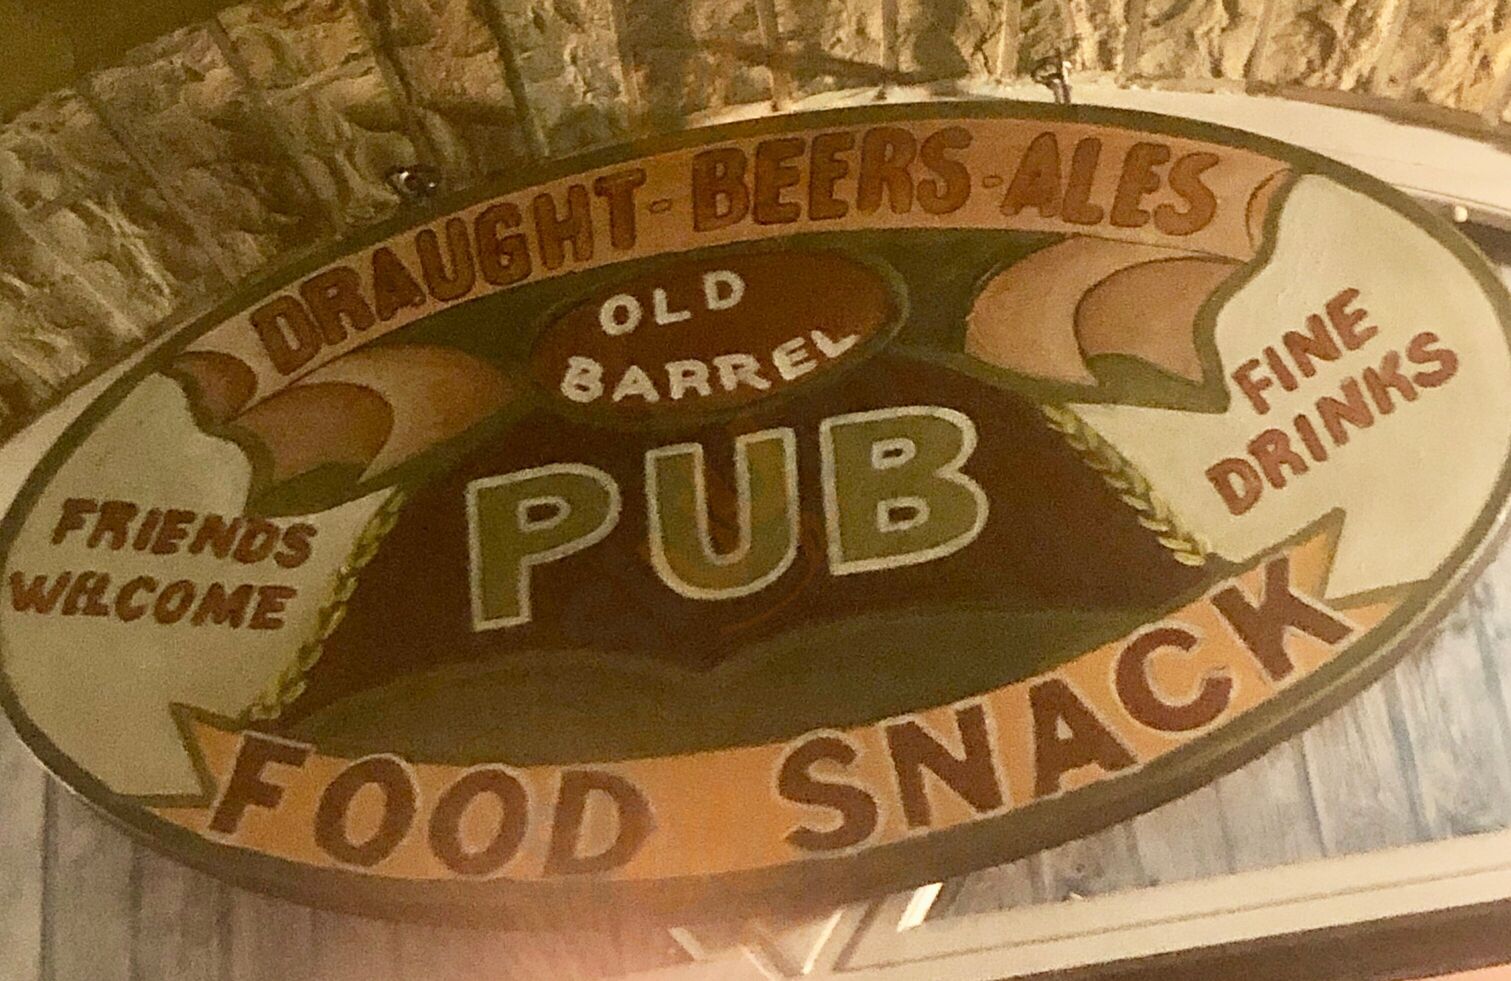 DRAUGHT - BEERS - ALES
OLD
BARREL
PUB
FRIENDS
WELCOME
FINE
DRINKS
FOOD SNACK